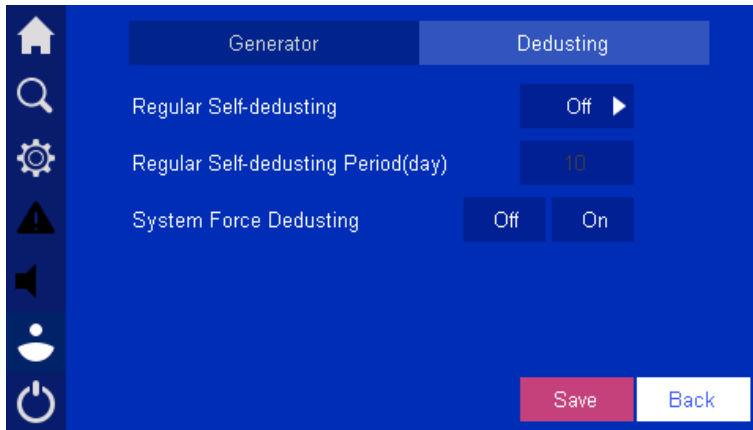 Generator Dedusting
Regular Self-dedusting Off
Regular Self-dedusting Period(day) 10
System Force Dedusting Off On
Save Back